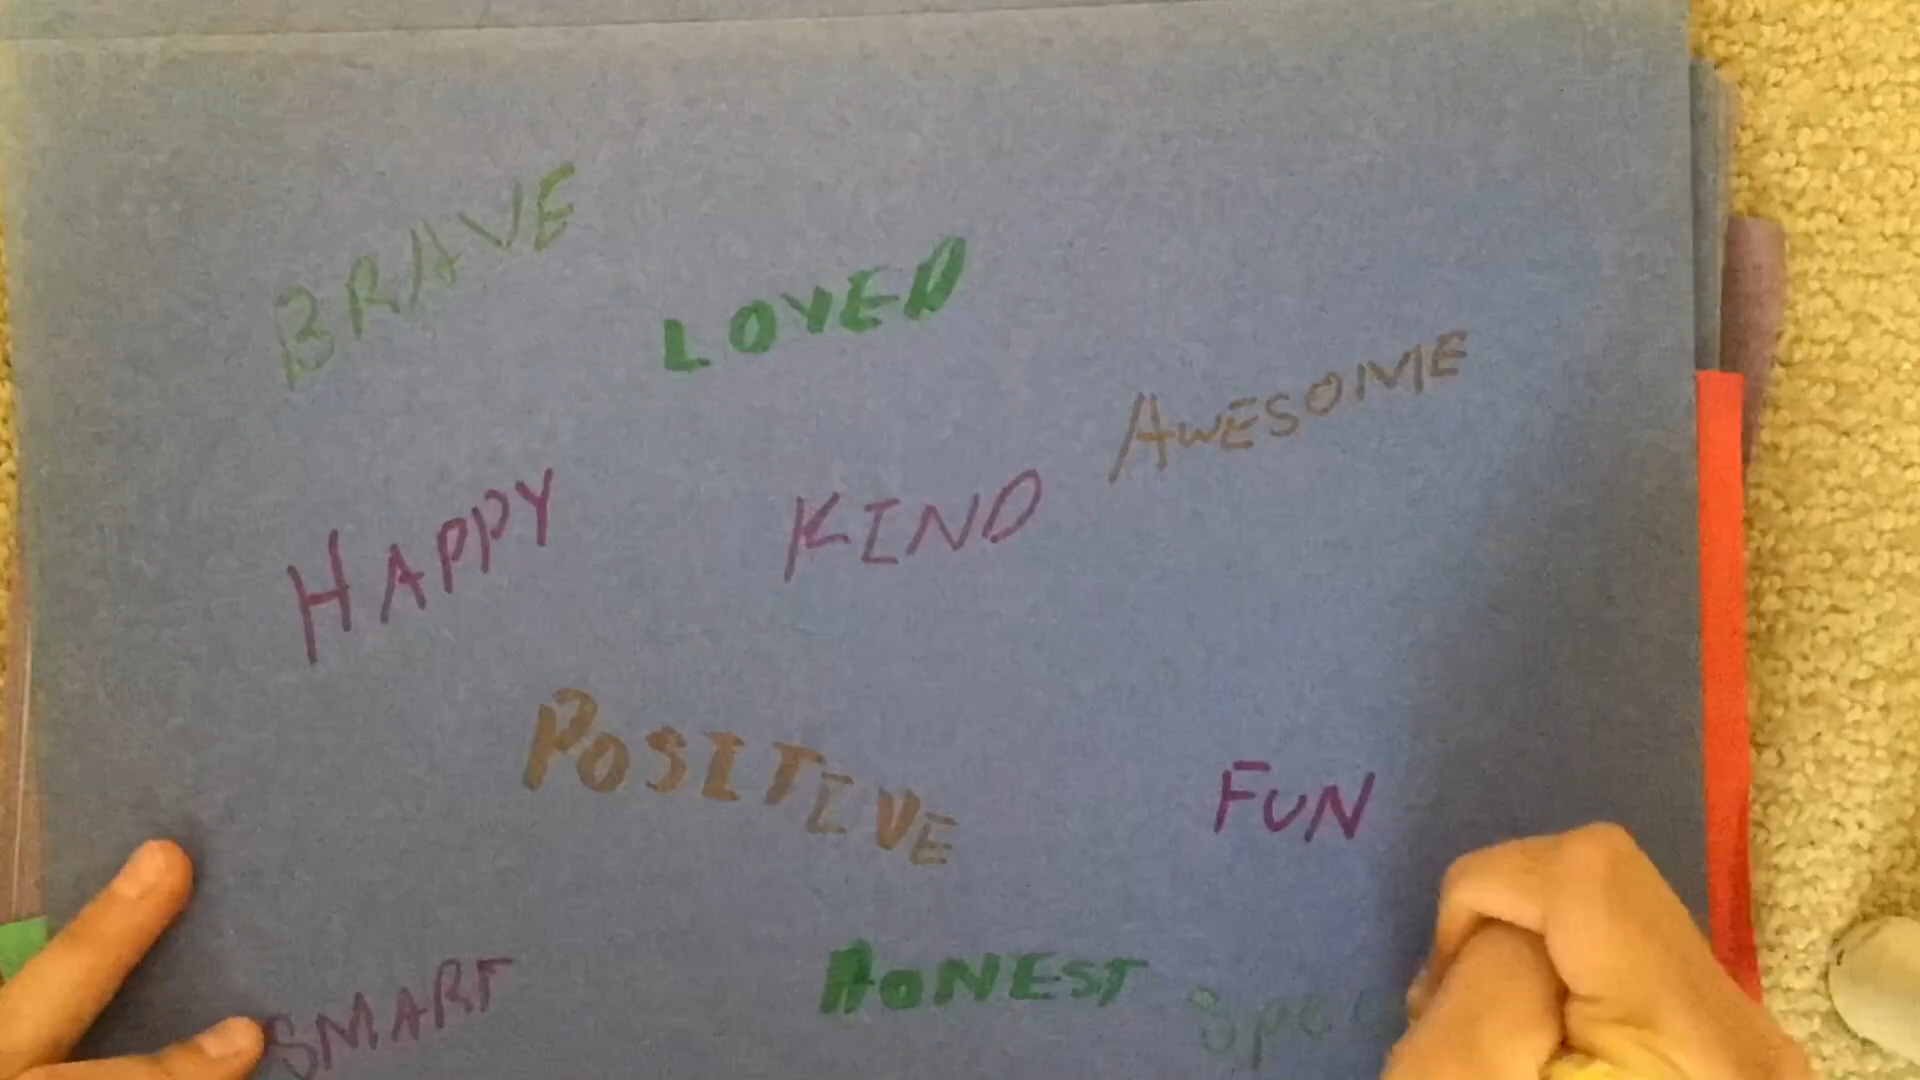 BRAVE
LOVED
AWESOME
HAPPY
KIND
POSITIVE
FUN
SMART
HONEST